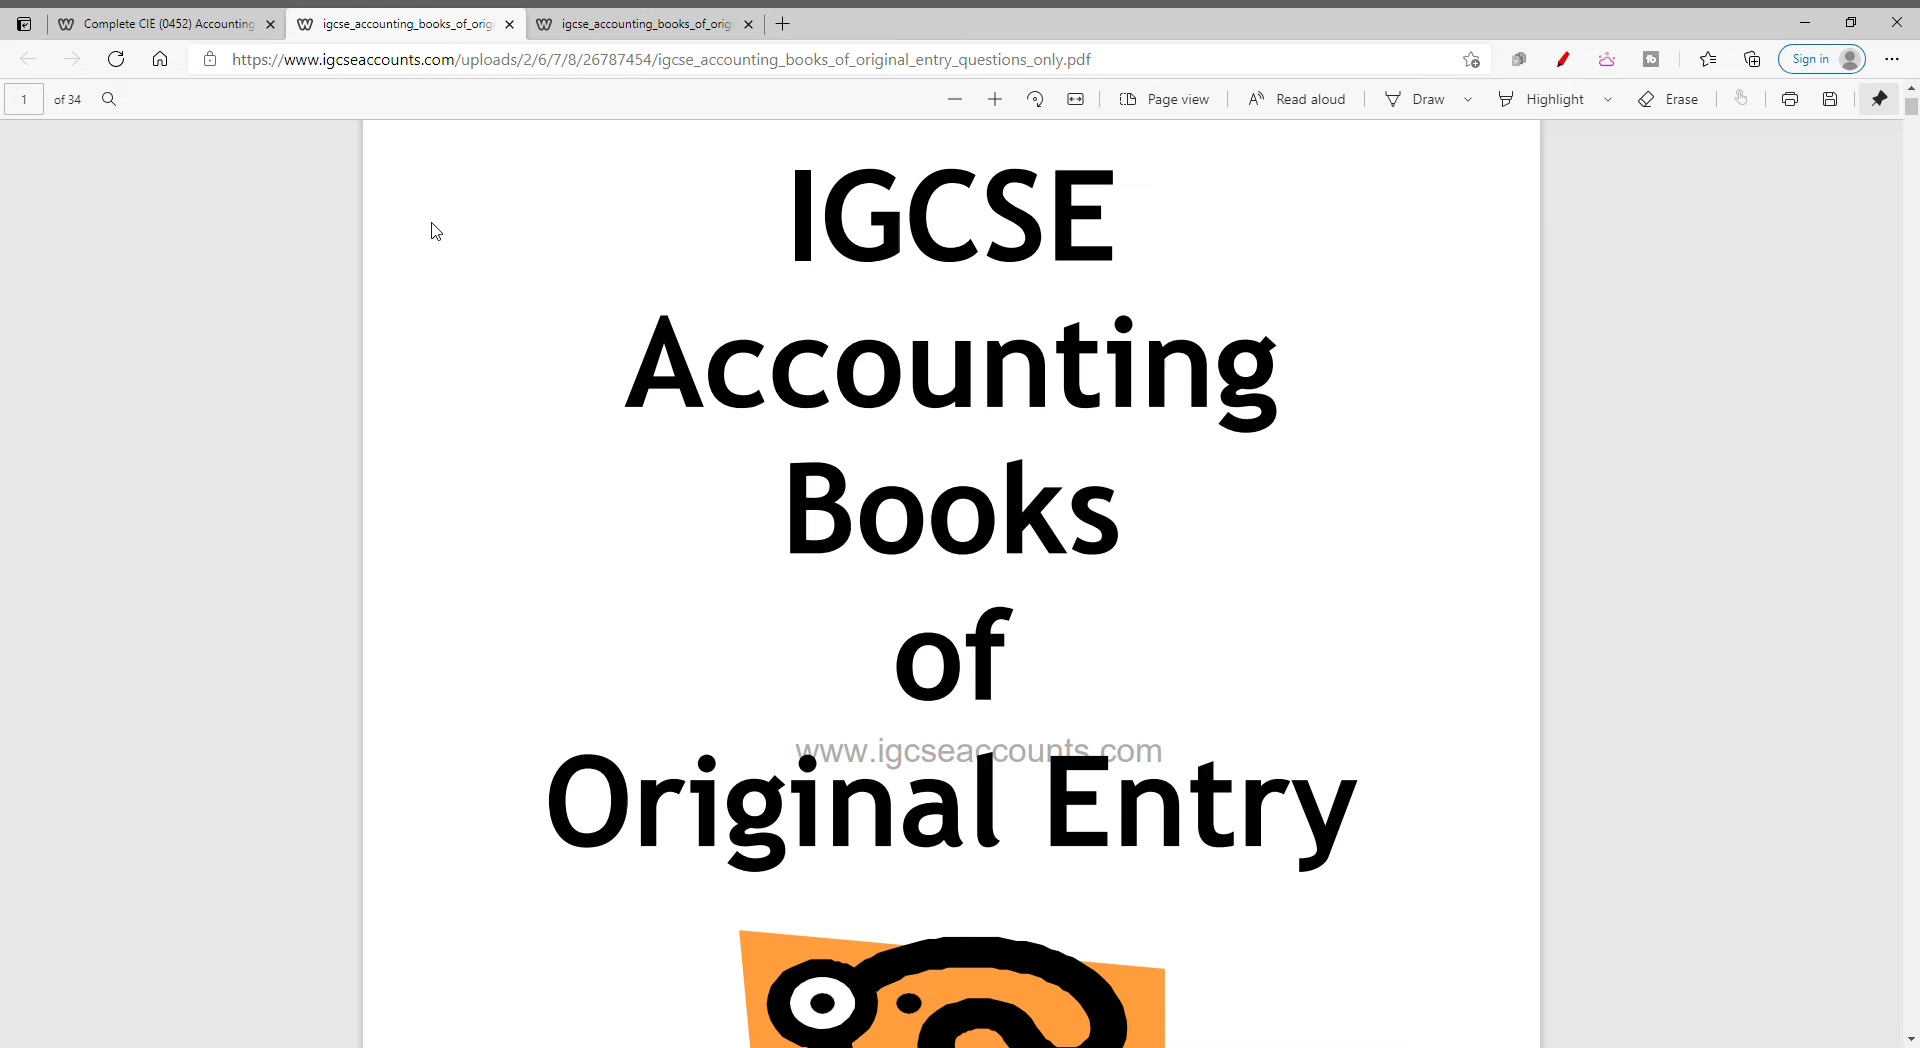 Complete CIE (0452) Accounting
igcse_accounting_books_of_orig
igcse_accounting_books_of_orig
https://www.igcseaccounts.com/uploads/2/6/7/8/26787454/igcse_accounting_books_of_original_entry_questions_only.pdf
Sign in
1 of 34
Page view
Read aloud
Draw
Highlight
Erase
IGCSE
Accounting
Books
of
www.igcseaccounts.com
Original Entry